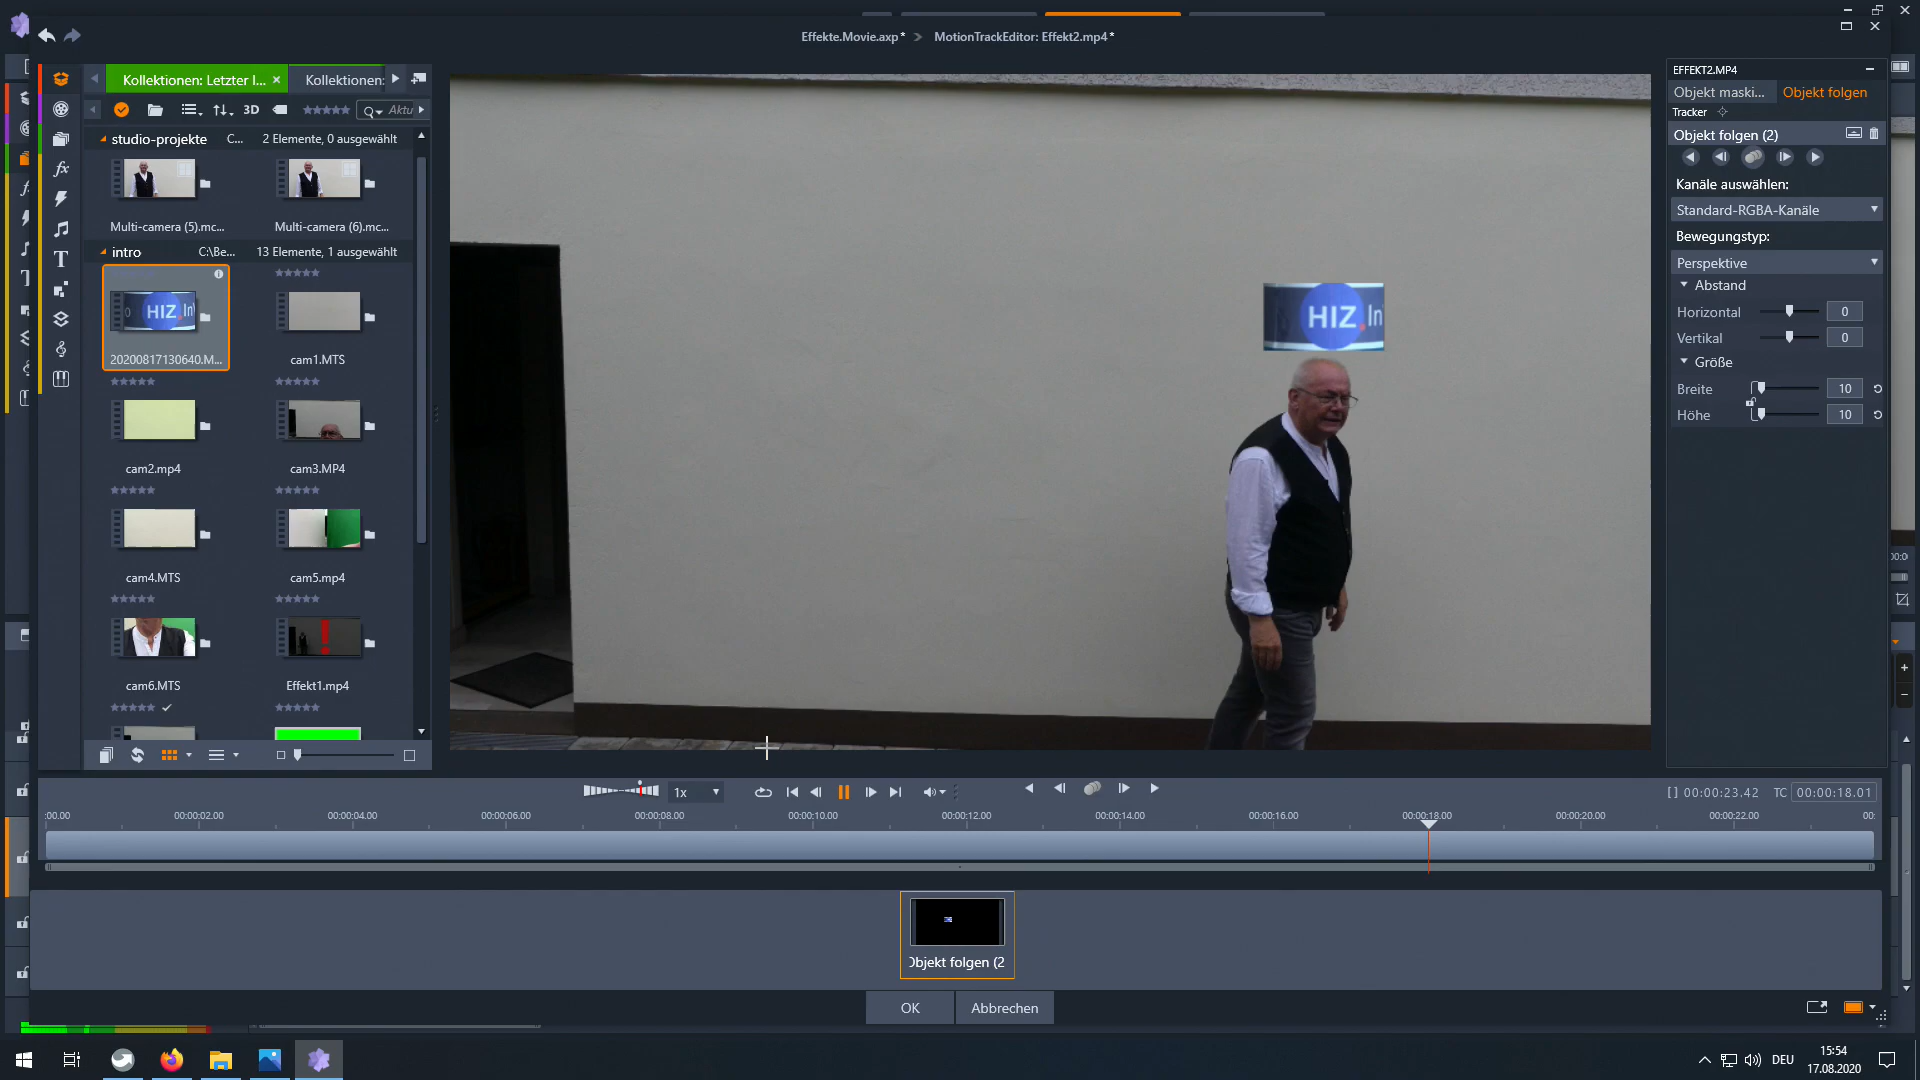 Effekte.Movie.axp* > MotionTrackEditor: Effekt2.mp4*
Kollektionen: Letzter I... ×
Kollektionen:
3D
Aktu
studio-projekte C... 2 Elemente, 0 ausgewählt
Multi-camera (5).mc... Multi-camera (6).mc...
intro C:\Be... 13 Elemente, 1 ausgewählt
HIZ.In
20200817130640.M... cam1.MTS
cam2.mp4 cam3.MP4
cam4.MTS cam5.mp4
cam6.MTS Effekt1.mp4
HIZ.In
EFFEKT2.MP4
Objekt maski... Objekt folgen
Tracker
Objekt folgen (2)
Kanäle auswählen:
Standard-RGBA-Kanäle
Bewegungstyp:
Perspektive
Abstand
Horizontal 0
Vertikal 0
Größe
Breite 10
Höhe 10
1x
[] 00:00:23.42 TC 00:00:18.01
:00.00 00:00:02.00 00:00:04.00 00:00:06.00 00:00:08.00 00:00:10.00 00:00:12.00 00:00:14.00 00:00:16.00 00:00:18.00 00:00:20.00 00:00:22.00 00:
Objekt folgen (2
OK Abbrechen
DEU
15:54
17.08.2020